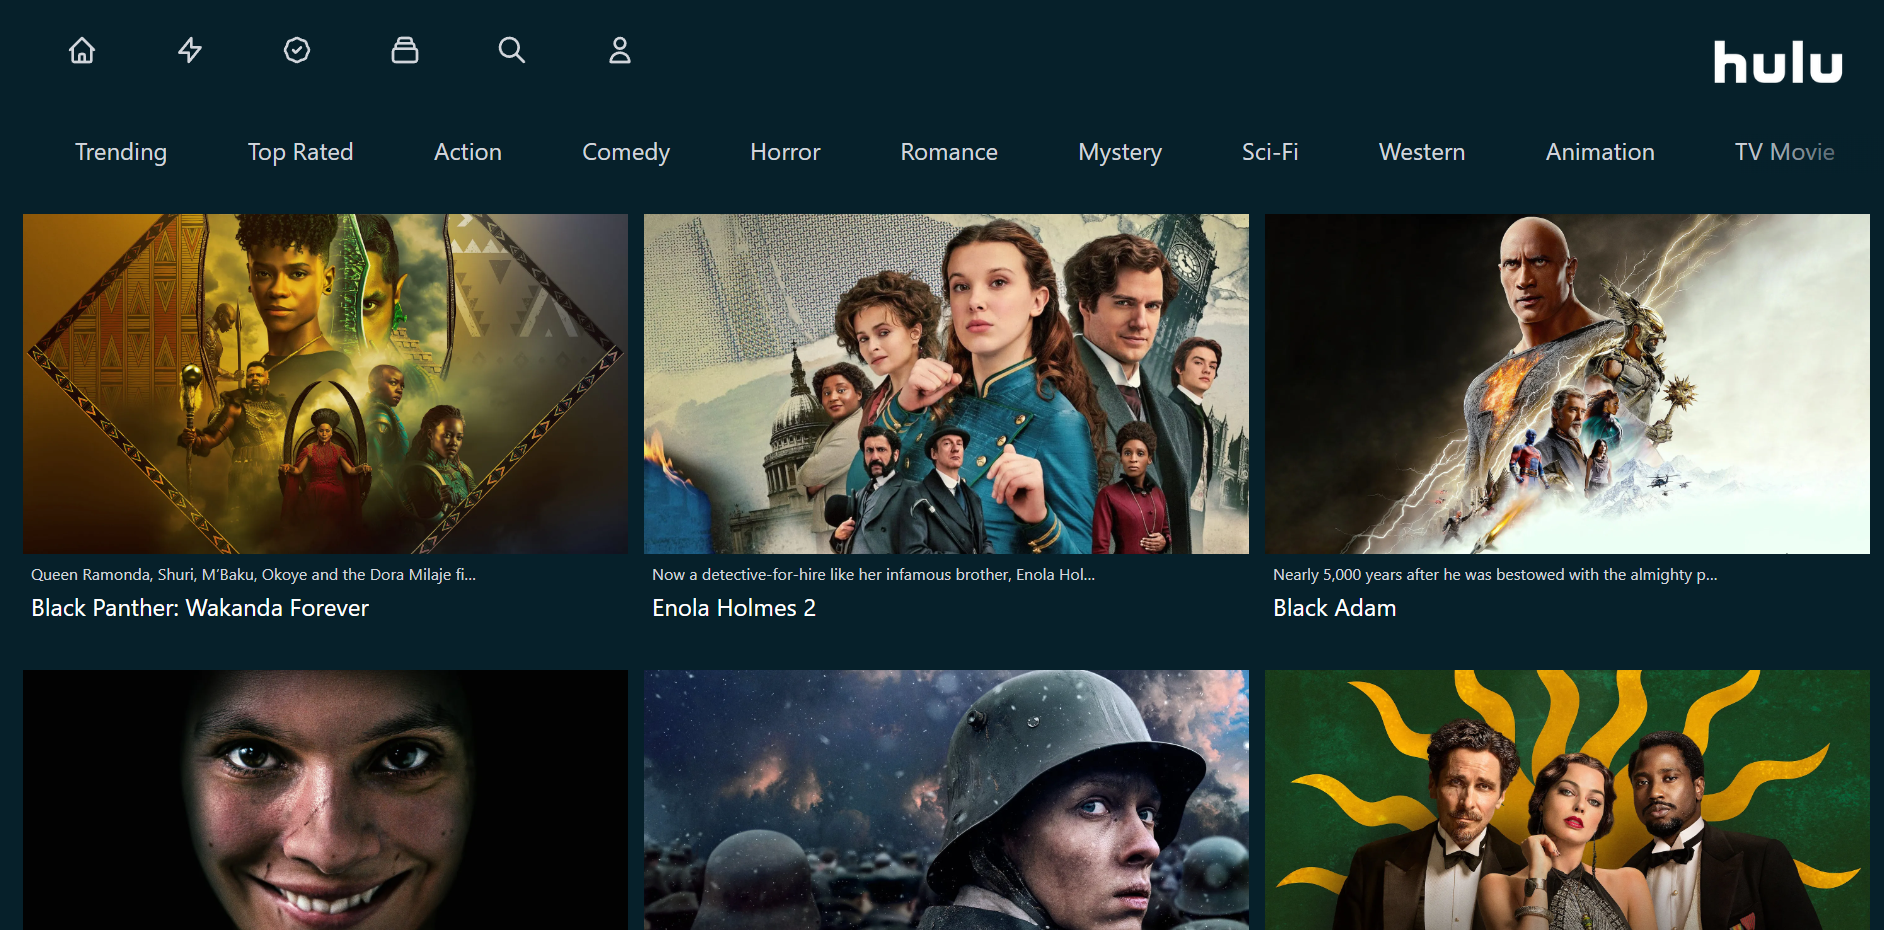 hulu
Trending Top Rated Action Comedy Horror Romance Mystery Sci-Fi Western Animation TV Movie
Queen Ramonda, Shuri, M’Baku, Okoye and the Dora Milaje fi...
Black Panther: Wakanda Forever
Now a detective-for-hire like her infamous brother, Enola Hol...
Enola Holmes 2
Nearly 5,000 years after he was bestowed with the almighty p...
Black Adam